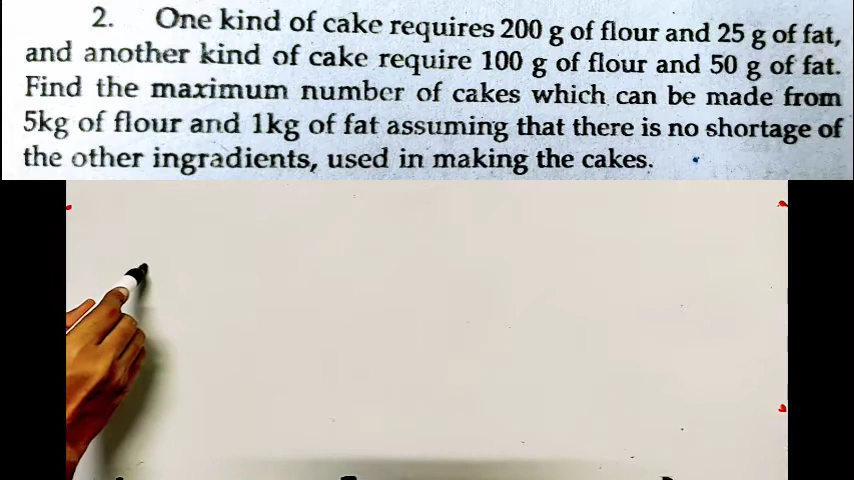 2. One kind of cake requires 200 g of flour and 25 g of fat,
and another kind of cake require 100 g of flour and 50 g of fat.
Find the maximum number of cakes which can be made from
5kg of flour and 1kg of fat assuming that there is no shortage of
the other ingradients, used in making the cakes.